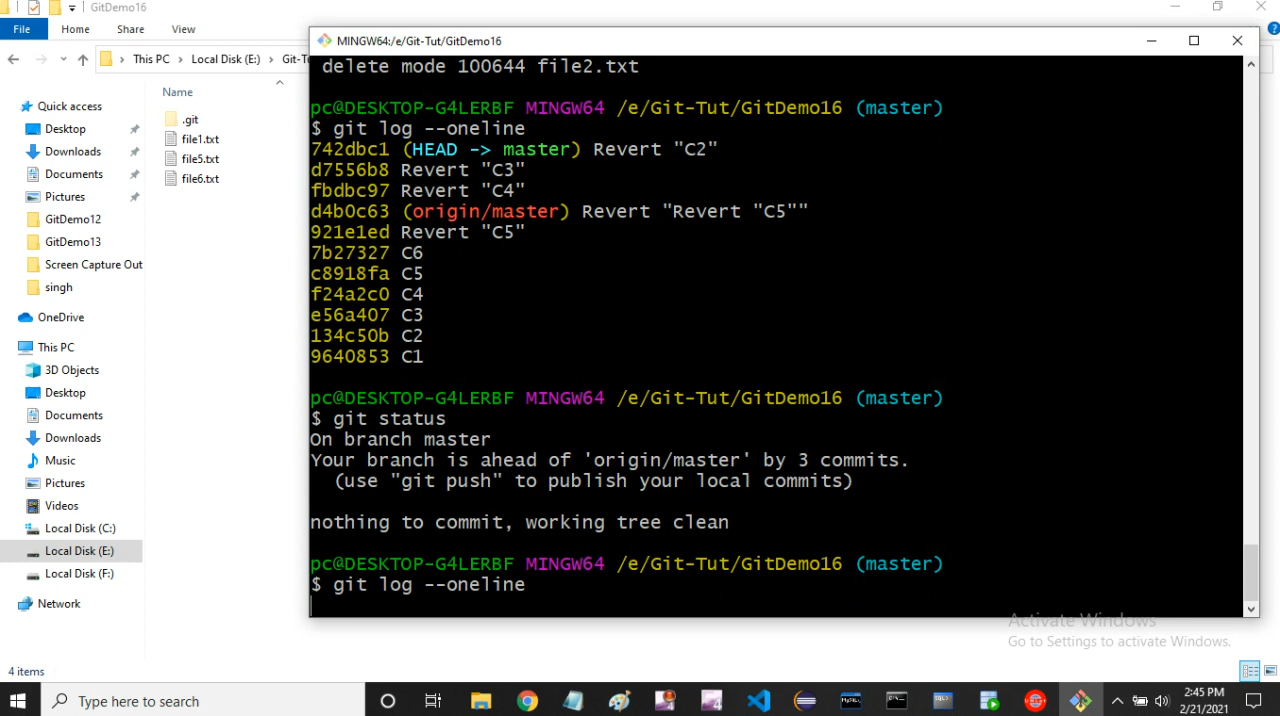 GitDemo16
File Home Share View
This PC Local Disk (E:) Git-T
Name
.git
file1.txt
file5.txt
file6.txt
Quick access
Desktop
Downloads
Documents
Pictures
GitDemo12
GitDemo13
Screen Capture Out
singh
OneDrive
This PC
3D Objects
Desktop
Documents
Downloads
Music
Pictures
Videos
Local Disk (C:)
Local Disk (E:)
Local Disk (F:)
Network
4 items
MINGW64:/e/Git-Tut/GitDemo16
delete mode 100644 file2.txt
pc@DESKTOP-G4LERBF MINGW64 /e/Git-Tut/GitDemo16 (master)
$ git log --oneline
742dbc1 (HEAD -> master) Revert "C2"
d7556b8 Revert "C3"
fbdbc97 Revert "C4"
d4b0c63 (origin/master) Revert "Revert "C5""
921e1ed Revert "C5"
7b27327 C6
c8918fa C5
f24a2c0 C4
e56a407 C3
134c50b C2
9640853 C1
pc@DESKTOP-G4LERBF MINGW64 /e/Git-Tut/GitDemo16 (master)
$ git status
On branch master
Your branch is ahead of 'origin/master' by 3 commits.
(use "git push" to publish your local commits)
nothing to commit, working tree clean
pc@DESKTOP-G4LERBF MINGW64 /e/Git-Tut/GitDemo16 (master)
$ git log --oneline
Activate Windows
Go to Settings to activate Windows.
Type here to search
2:45 PM
2/21/2021